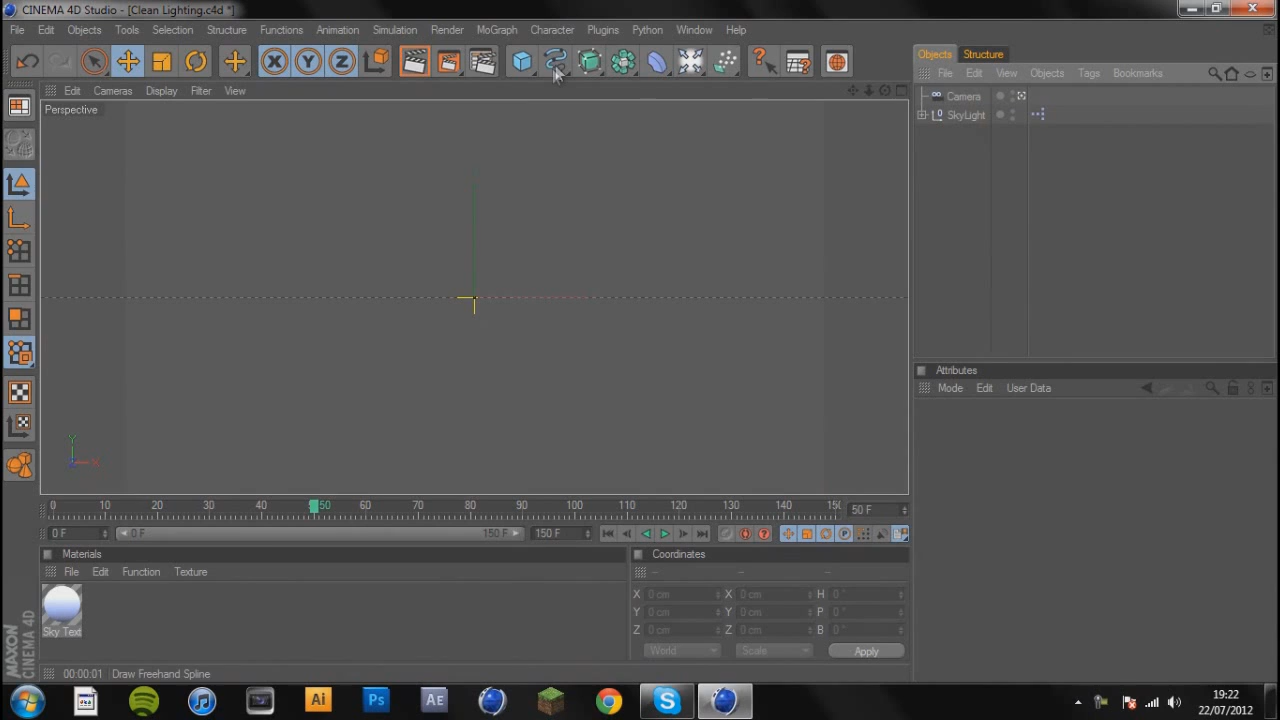 CINEMA 4D Studio - [Clean Lighting.c4d *]
File Edit Objects Tools Selection Structure Functions Animation Simulation Render MoGraph Character Plugins Python Window Help
X Y Z
Objects Structure
File Edit View Objects Tags Bookmarks
Edit Cameras Display Filter View
Perspective
Camera
SkyLight
Y
X
Attributes
Mode Edit User Data
0 10 20 30 40 50 60 70 80 90 100 110 120 130 140 150
50 F
0 F 0 F 150 F 150 F
Materials
File Edit Function Texture
Sky Text
Coordinates
-- -- --
X 0 cm X 0 cm H 0 °
Y 0 cm Y 0 cm P 0 °
Z 0 cm Z 0 cm B 0 °
World Scale Apply
MAXON
CINEMA 4D
00:00:01 Draw Freehand Spline
Ai Ps Ae
19:22
22/07/2012